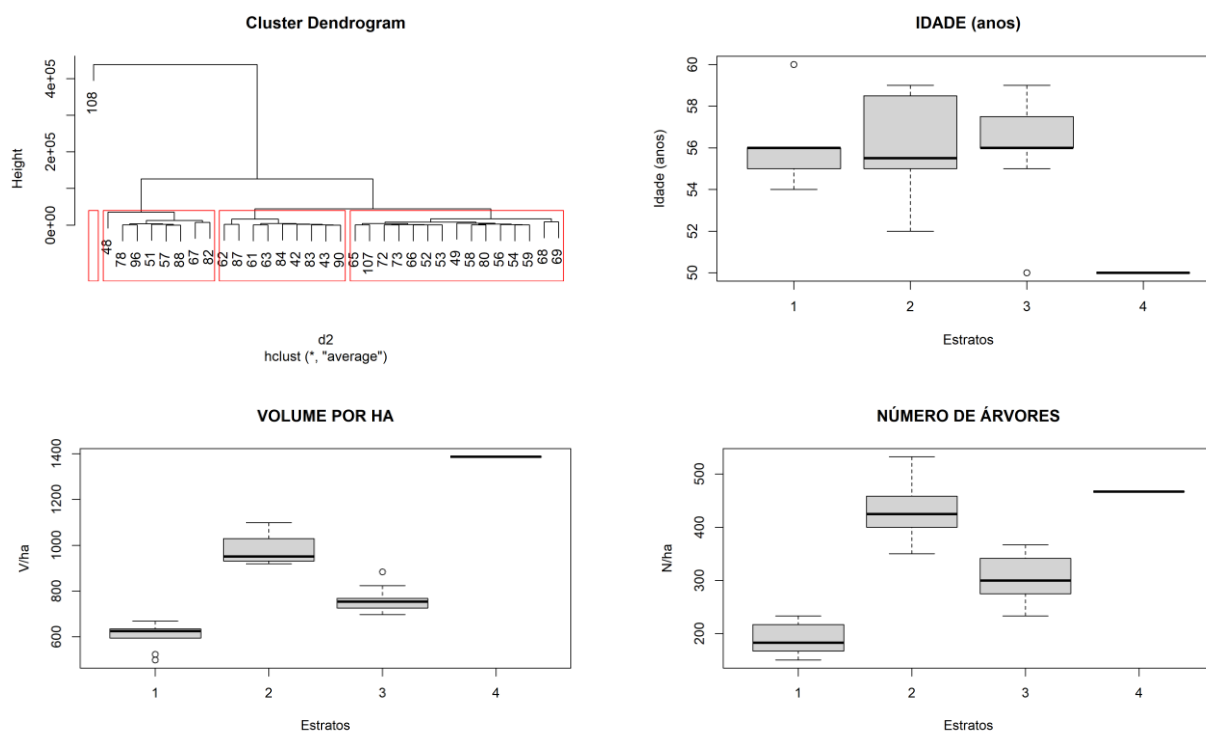 Cluster Dendrogram
Height
0e+00 2e+05 4e+05
108
48
78
96
51
57
88
67
82
62
87
61
63
84
42
83
43
90
65
107
72
73
66
52
53
49
58
80
56
54
59
68
69
d2
hclust (*, "average")
IDADE (anos)
Idade (anos)
50 52 54 56 58 60
1 2 3 4
Estratos
VOLUME POR HA
V/ha
600 800 1000 1200 1400
1 2 3 4
Estratos
NÚMERO DE ÁRVORES
N/ha
200 300 400 500
1 2 3 4
Estratos